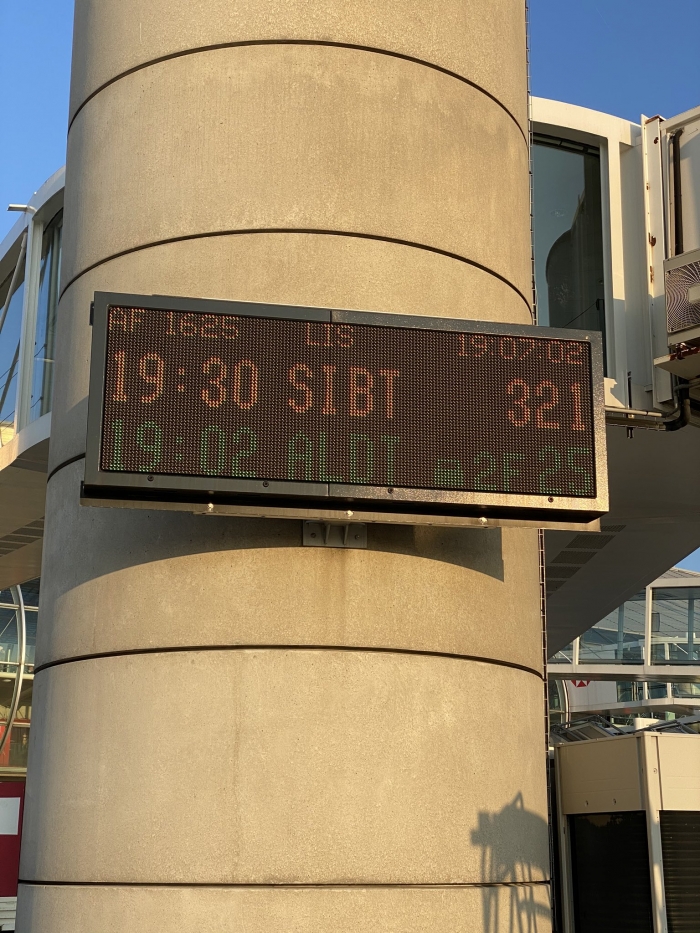 AF 1625 LIS 19:07:02
19:30 SIBT 321
19:02 ALDT 2F 25